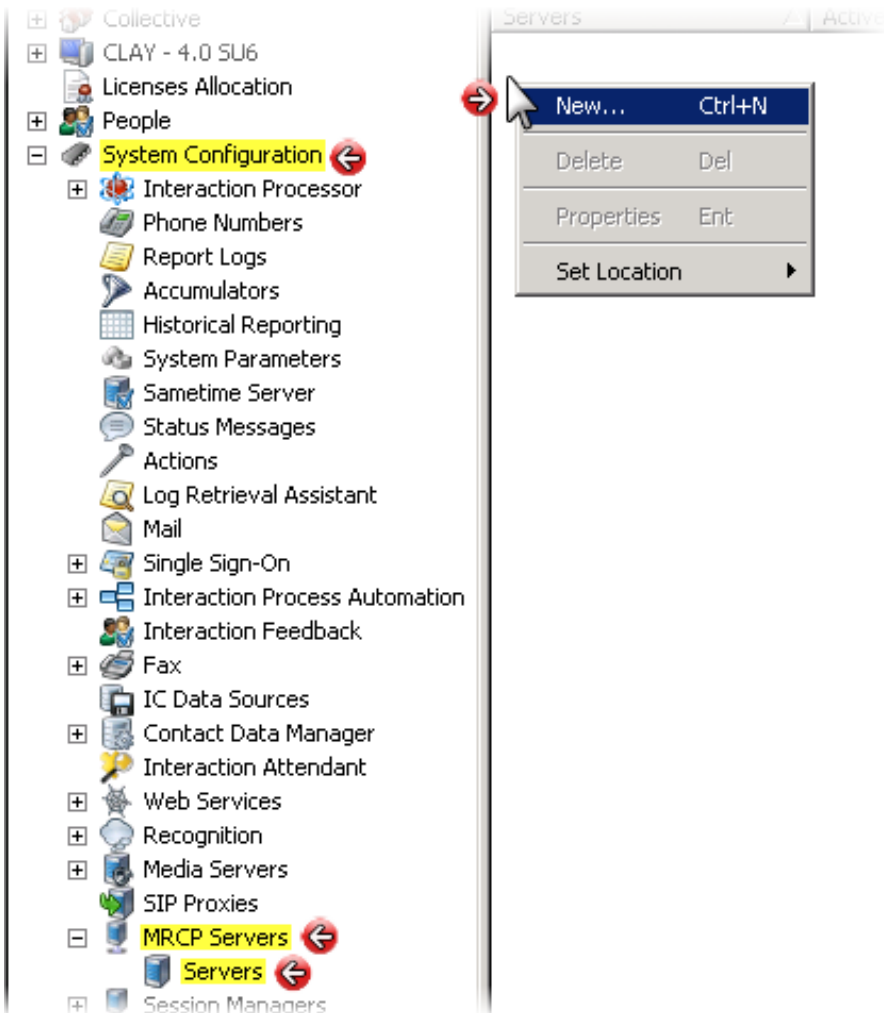 Collective
CLAY - 4.0 SU6
Licenses Allocation
People
System Configuration
Interaction Processor
Phone Numbers
Report Logs
Accumulators
Historical Reporting
System Parameters
Sametime Server
Status Messages
Actions
Log Retrieval Assistant
Mail
Single Sign-On
Interaction Process Automation
Interaction Feedback
Fax
IC Data Sources
Contact Data Manager
Interaction Attendant
Web Services
Recognition
Media Servers
SIP Proxies
MRCP Servers
Servers
Session Managers
Servers Active
New... Ctrl+N
Delete Del
Properties Ent
Set Location